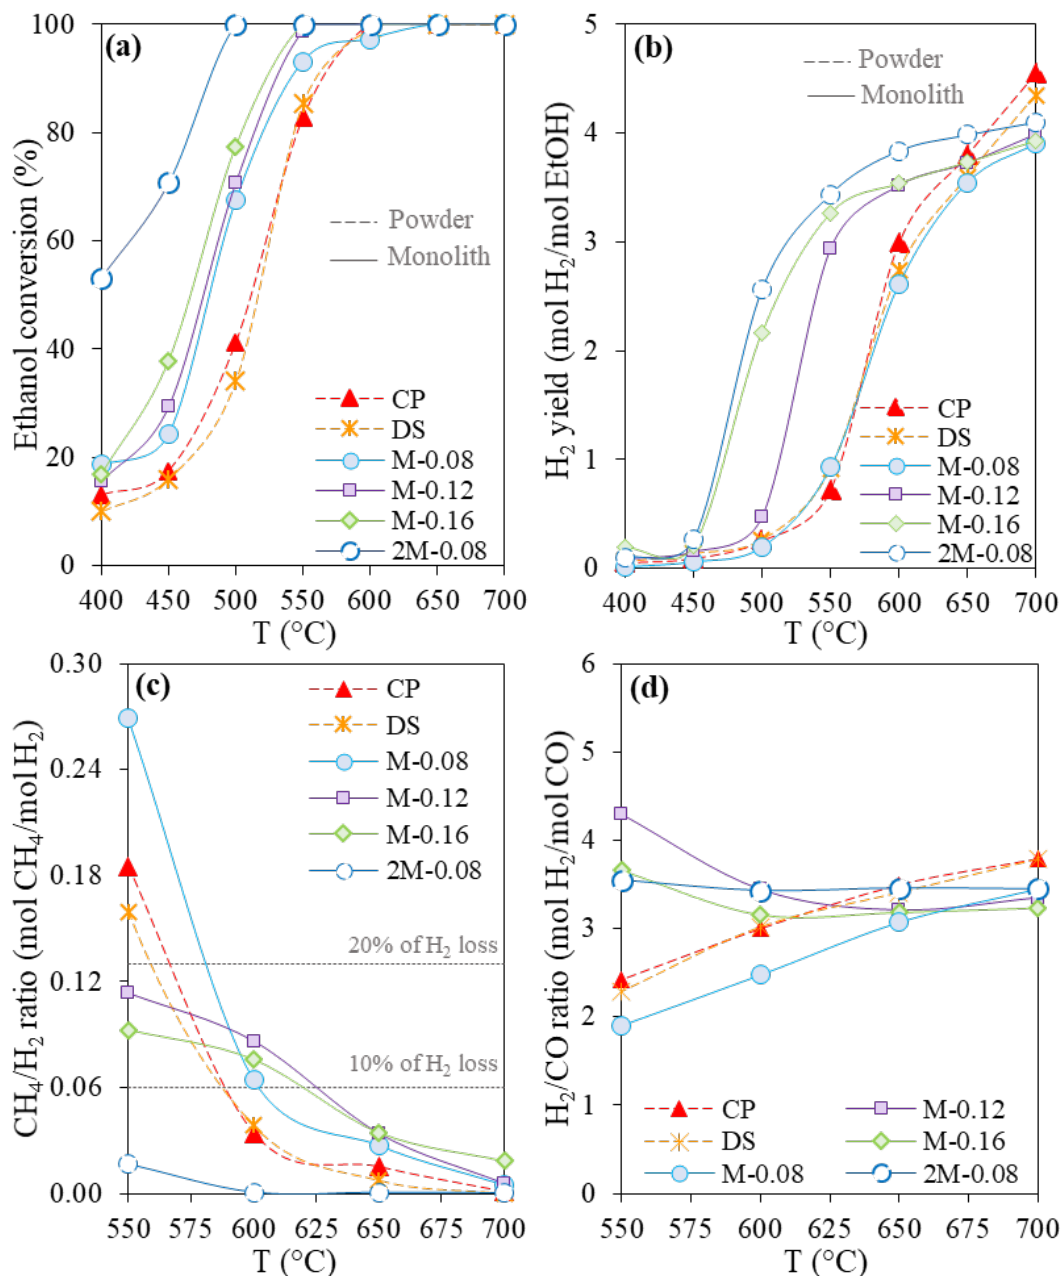 (a)
Ethanol conversion (%)
100
80
60
40
20
0
Powder
Monolith
CP
DS
M-0.08
M-0.12
M-0.16
2M-0.08
400 450 500 550 600 650 700
T (°C)
(b)
H₂ yield (mol H₂/mol EtOH)
5
4
3
2
1
0
Powder
Monolith
CP
DS
M-0.08
M-0.12
M-0.16
2M-0.08
400 450 500 550 600 650 700
T (°C)
(c)
CH₄/H₂ ratio (mol CH₄/mol H₂)
0.30
0.24
0.18
0.12
0.06
0.00
CP
DS
M-0.08
M-0.12
M-0.16
2M-0.08
20% of H₂ loss
10% of H₂ loss
550 575 600 625 650 675 700
T (°C)
(d)
H₂/CO ratio (mol H₂/mol CO)
6
5
4
3
2
1
0
CP M-0.12
DS M-0.16
M-0.08 2M-0.08
550 575 600 625 650 675 700
T (°C)